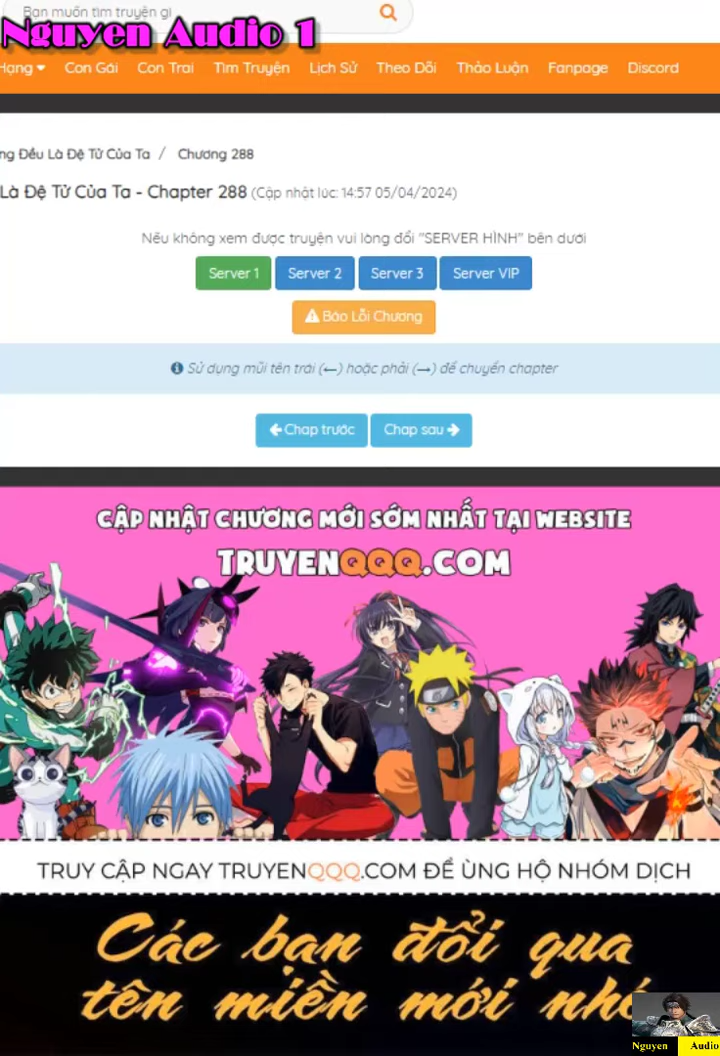 Bạn muốn tìm truyện gì
Nguyen Audio 1
Hạng Con Gái Con Trai Tìm Truyện Lịch Sử Theo Dõi Thảo Luận Fanpage Discord
ng Đều Là Đệ Tử Của Ta / Chương 288
Là Đệ Tử Của Ta - Chapter 288 (Cập nhật lúc: 14:57 05/04/2024)
Nếu không xem được truyện vui lòng đổi "SERVER HÌNH" bên dưới
Server 1 Server 2 Server 3 Server VIP
Báo Lỗi Chương
Sử dụng mũi tên trái (←) hoặc phải (→) để chuyển chapter
Chap trước Chap sau
CẬP NHẬT CHƯƠNG MỚI SỚM NHẤT TẠI WEBSITE
TRUYENQQQ.COM
TRUY CẬP NGAY TRUYENQQQ.COM ĐỂ ỦNG HỘ NHÓM DỊCH
Các bạn đổi qua
tên miền mới nhé
Nguyen Audio